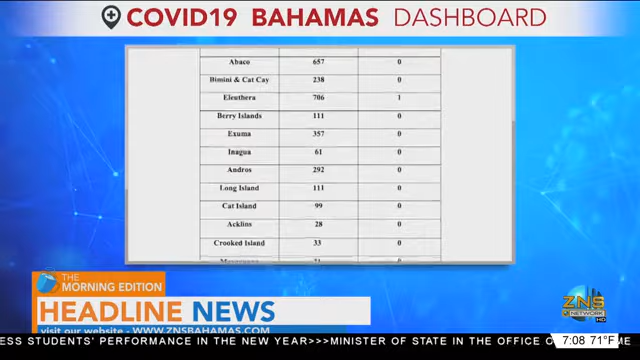 COVID19 BAHAMAS DASHBOARD
Abaco 657 0
Bimini & Cat Cay 238 0
Eleuthera 706 1
Berry Islands 111 0
Exuma 357 0
Inagua 61 0
Andros 292 0
Long Island 111 0
Cat Island 99 0
Acklins 28 0
Crooked Island 33 0
THE
MORNING EDITION
HEADLINE NEWS
visit our website - WWW.ZNSBAHAMAS.COM
ZNS
NETWORK
HD
ESS STUDENTS' PERFORMANCE IN THE NEW YEAR>>>MINISTER OF STATE IN THE OFFICE O
7:08 71°F